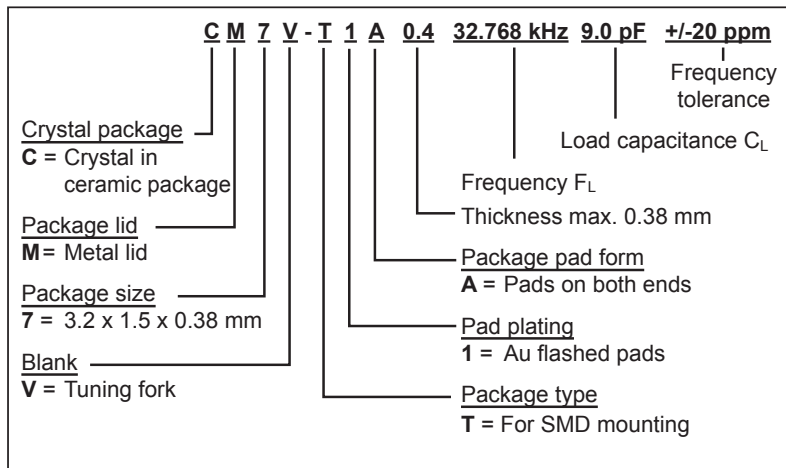 C M 7 V - T 1 A 0.4 32.768 kHz 9.0 pF +/-20 ppm
Frequency
tolerance
Load capacitance CL
Frequency FL
Thickness max. 0.38 mm
Crystal package
C = Crystal in
ceramic package
Package lid
M = Metal lid
Package size
7 = 3.2 x 1.5 x 0.38 mm
Blank
V = Tuning fork
Package pad form
A = Pads on both ends
Pad plating
1 = Au flashed pads
Package type
T = For SMD mounting